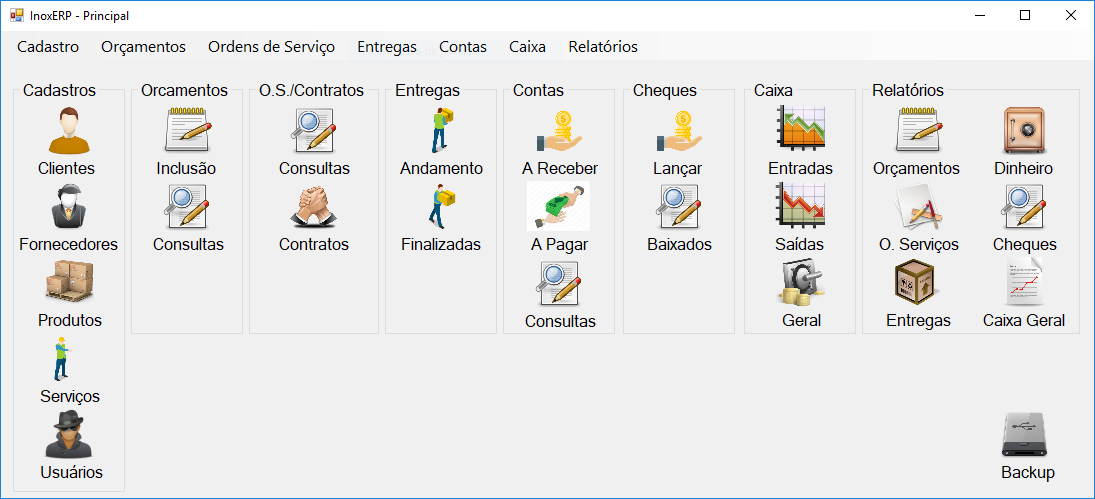 InoxERP - Principal
Cadastro Orçamentos Ordens de Serviço Entregas Contas Caixa Relatórios
Cadastros Orcamentos O.S./Contratos Entregas Contas Cheques Caixa Relatórios
Clientes Inclusão Consultas Andamento A Receber Lançar Entradas Orçamentos Dinheiro
Fornecedores Consultas Contratos Finalizadas A Pagar Baixados Saídas O. Serviços Cheques
Produtos Consultas Geral Entregas Caixa Geral
Serviços
Usuários Backup